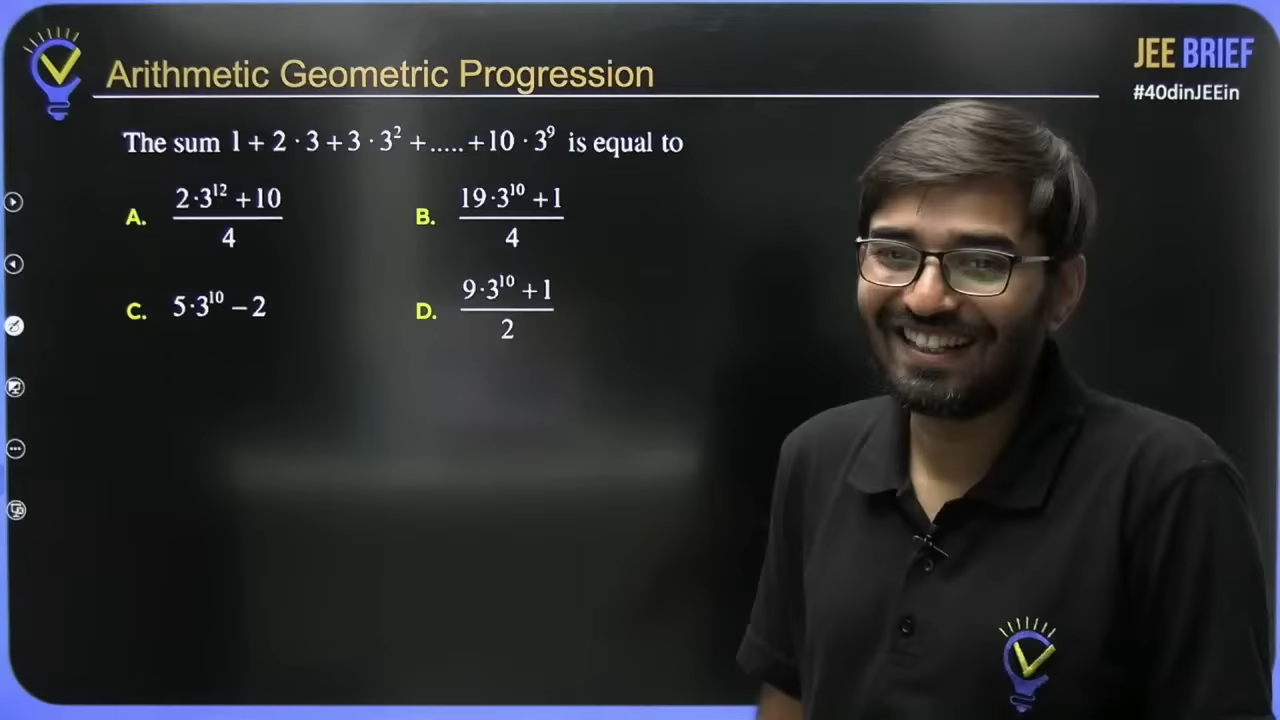 Arithmetic Geometric Progression
JEE BRIEF
#40dinJEEin
The sum 1 + 2 · 3 + 3 · 3² + ..... + 10 · 3⁹ is equal to
A. (2·3¹² + 10)/4
B. (19·3¹⁰ + 1)/4
C. 5·3¹⁰ − 2
D. (9·3¹⁰ + 1)/2